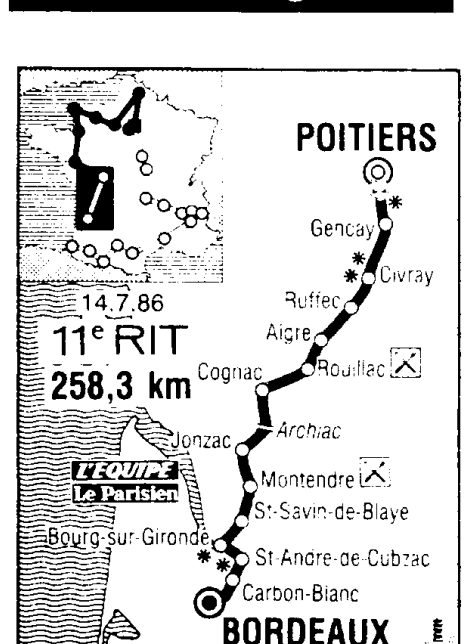 POITIERS
Gencay
Civray
Ruffec
14.7.86
11e RIT
Aigre
258,3 km
Cognac
Rouillac
Archiac
Jonzac
L'EQUIPE
Le Parisien
Montendre
St-Savin-de-Blaye
Bourg-sur-Gironde
St-Andre-de-Cubzac
Carbon-Blanc
BORDEAUX